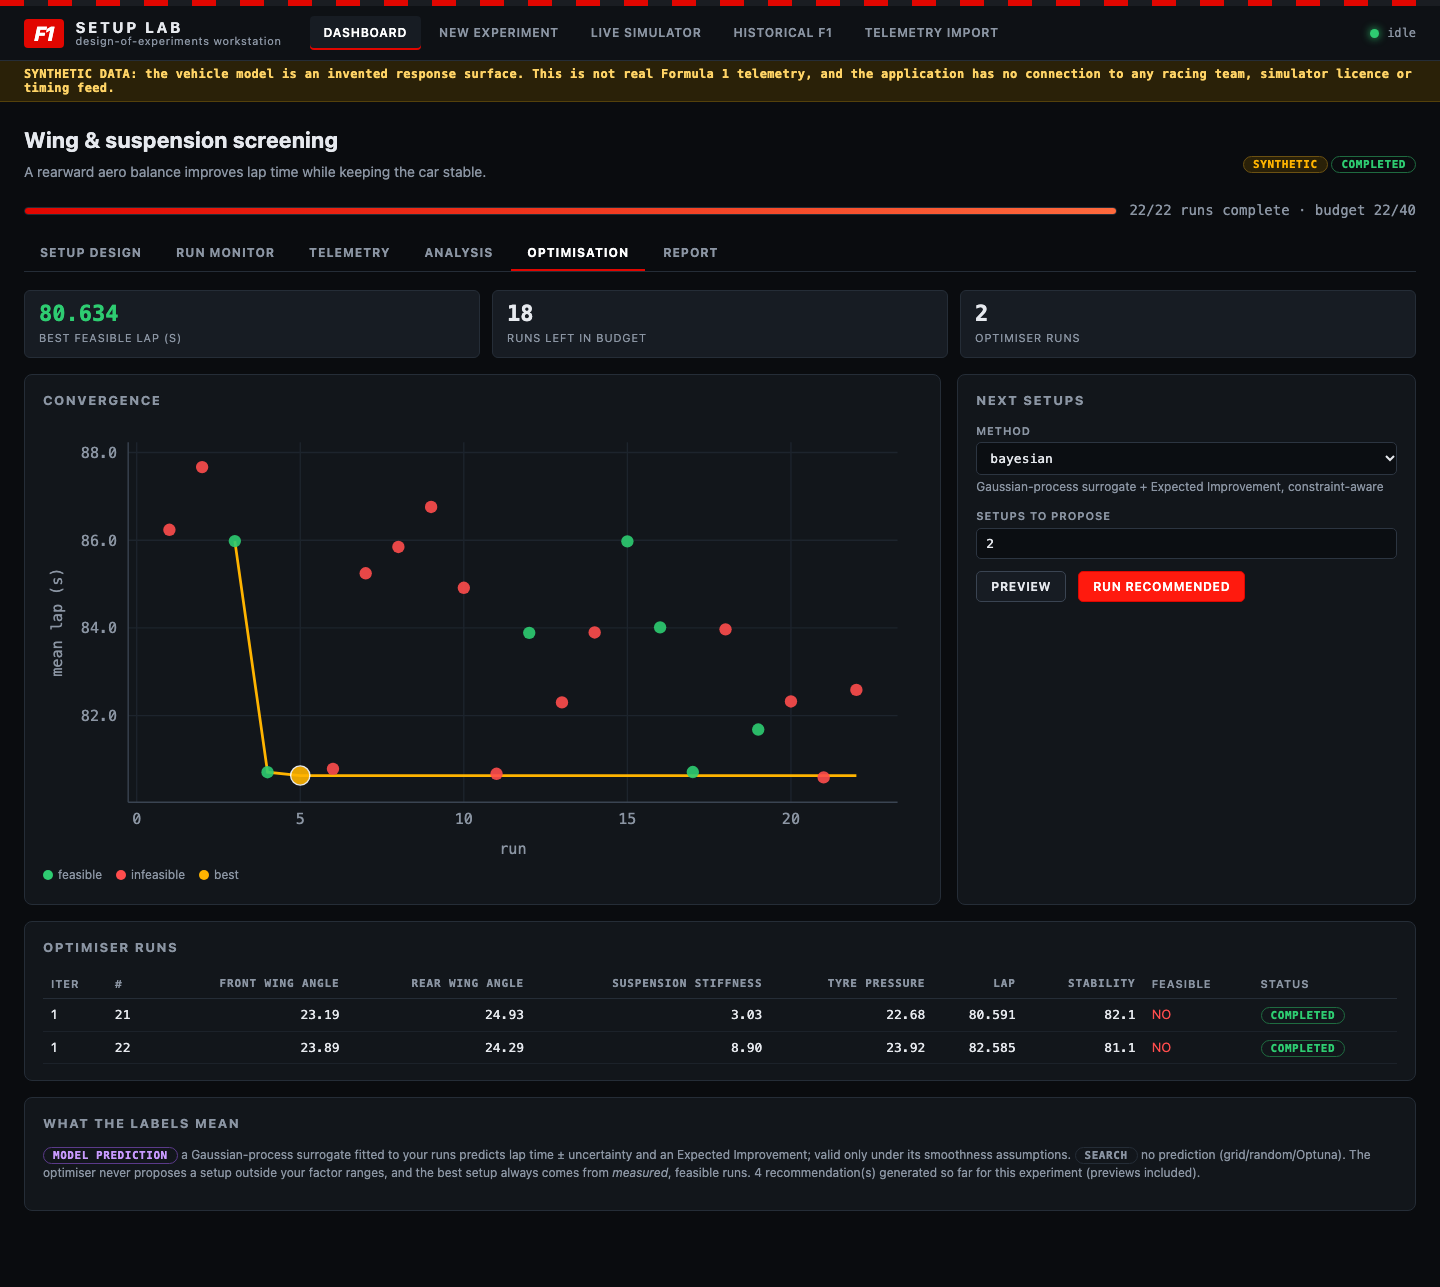 F1
SETUP LAB
design-of-experiments workstation
DASHBOARD
NEW EXPERIMENT
LIVE SIMULATOR
HISTORICAL F1
TELEMETRY IMPORT
idle
SYNTHETIC DATA: the vehicle model is an invented response surface. This is not real Formula 1 telemetry, and the application has no connection to any racing team, simulator licence or
timing feed.
Wing & suspension screening
A rearward aero balance improves lap time while keeping the car stable.
SYNTHETIC
COMPLETED
22/22 runs complete · budget 22/40
SETUP DESIGN
RUN MONITOR
TELEMETRY
ANALYSIS
OPTIMISATION
REPORT
80.634
BEST FEASIBLE LAP (S)
18
RUNS LEFT IN BUDGET
2
OPTIMISER RUNS
CONVERGENCE
88.0
86.0
84.0
82.0
mean lap (s)
0
5
10
15
20
run
feasible
infeasible
best
NEXT SETUPS
METHOD
bayesian
Gaussian-process surrogate + Expected Improvement, constraint-aware
SETUPS TO PROPOSE
2
PREVIEW
RUN RECOMMENDED
OPTIMISER RUNS
ITER # FRONT WING ANGLE REAR WING ANGLE SUSPENSION STIFFNESS TYRE PRESSURE LAP STABILITY FEASIBLE STATUS
1 21 23.19 24.93 3.03 22.68 80.591 82.1 NO COMPLETED
1 22 23.89 24.29 8.90 23.92 82.585 81.1 NO COMPLETED
WHAT THE LABELS MEAN
MODEL PREDICTION a Gaussian-process surrogate fitted to your runs predicts lap time ± uncertainty and an Expected Improvement; valid only under its smoothness assumptions. SEARCH no prediction (grid/random/Optuna). The
optimiser never proposes a setup outside your factor ranges, and the best setup always comes from measured, feasible runs. 4 recommendation(s) generated so far for this experiment (previews included).